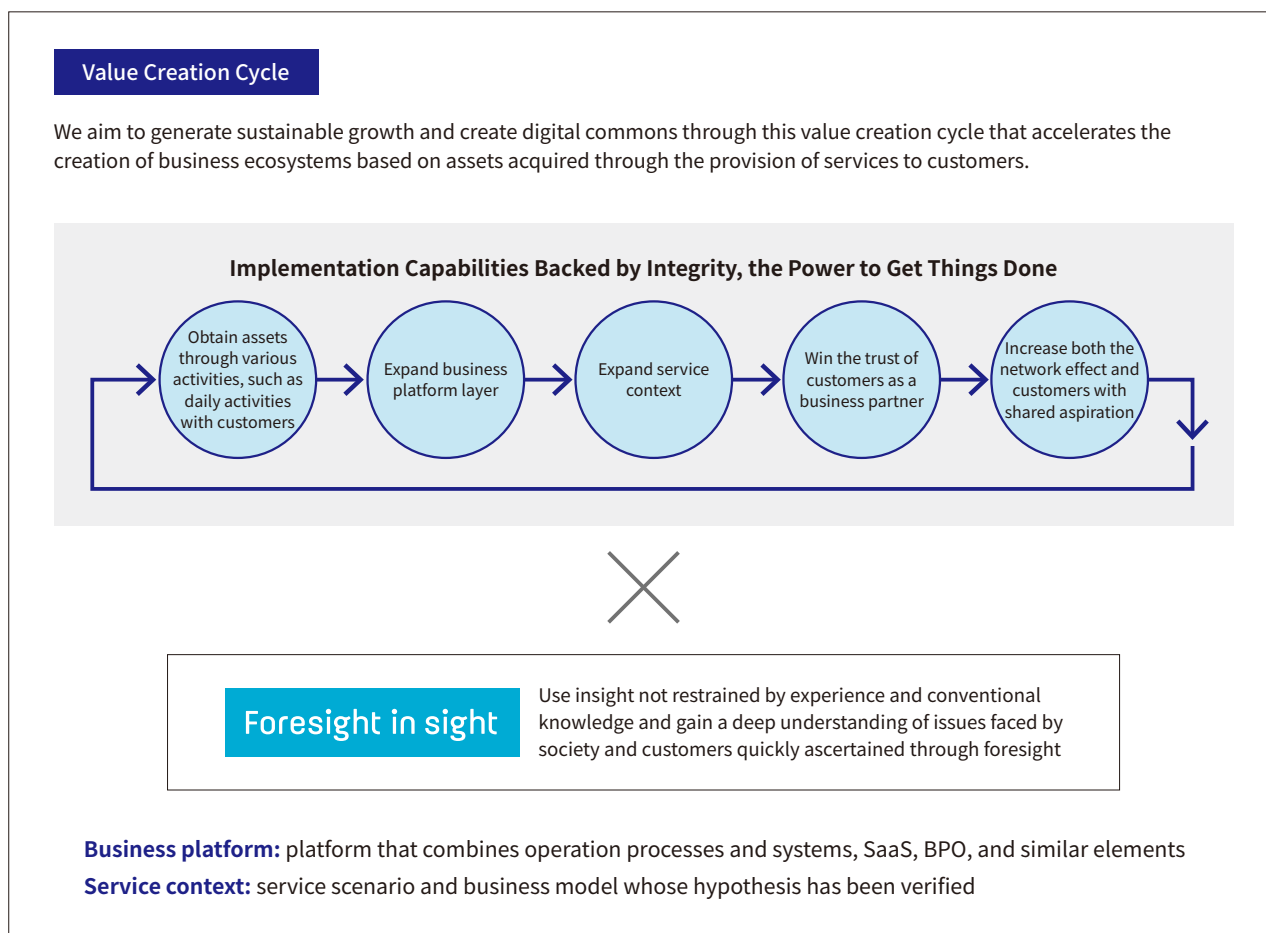 Value Creation Cycle
We aim to generate sustainable growth and create digital commons through this value creation cycle that accelerates the
creation of business ecosystems based on assets acquired through the provision of services to customers.
Implementation Capabilities Backed by Integrity, the Power to Get Things Done
Obtain assets
through various
activities, such as
daily activities
with customers
Expand business
platform layer
Expand service
context
Win the trust of
customers as a
business partner
Increase both the
network effect and
customers with
shared aspiration
Foresight in sight
Use insight not restrained by experience and conventional
knowledge and gain a deep understanding of issues faced by
society and customers quickly ascertained through foresight
Business platform: platform that combines operation processes and systems, SaaS, BPO, and similar elements
Service context: service scenario and business model whose hypothesis has been verified